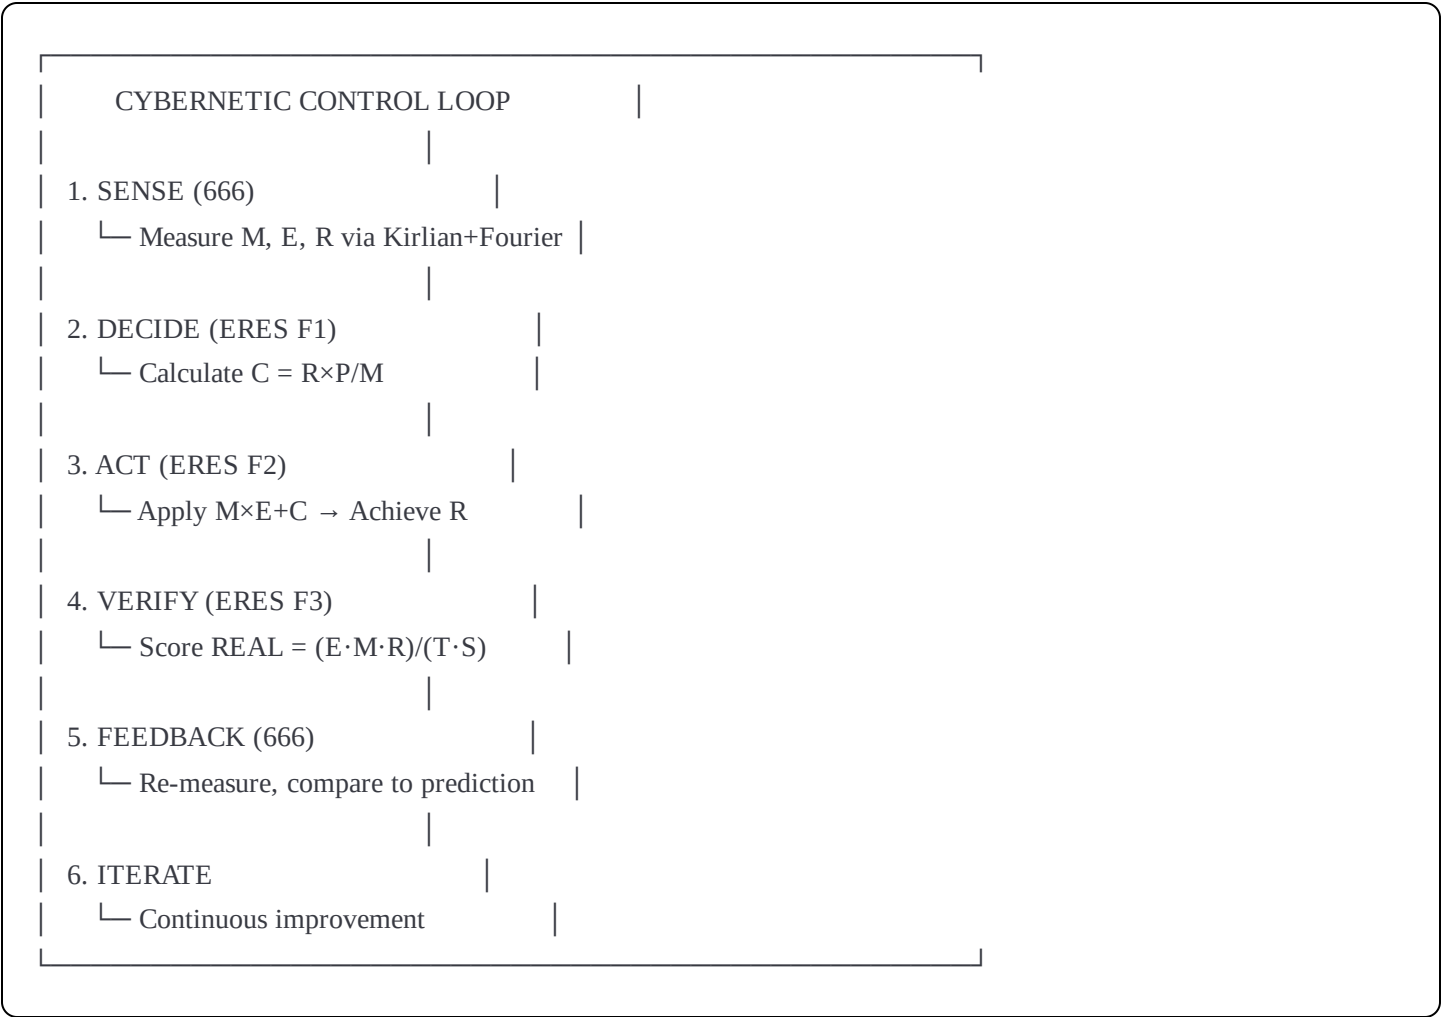 CYBERNETIC CONTROL LOOP
1. SENSE (666)
└─ Measure M, E, R via Kirlian+Fourier
2. DECIDE (ERES F1)
└─ Calculate C = R×P/M
3. ACT (ERES F2)
└─ Apply M×E+C → Achieve R
4. VERIFY (ERES F3)
└─ Score REAL = (E·M·R)/(T·S)
5. FEEDBACK (666)
└─ Re-measure, compare to prediction
6. ITERATE
└─ Continuous improvement